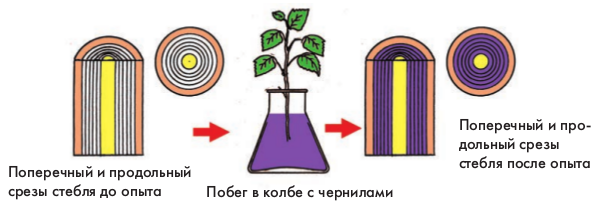 Поперечный и продольный
срезы стебля до опыта
Побег в колбе с чернилами
Поперечный и про-
дольный срезы
стебля после опыта